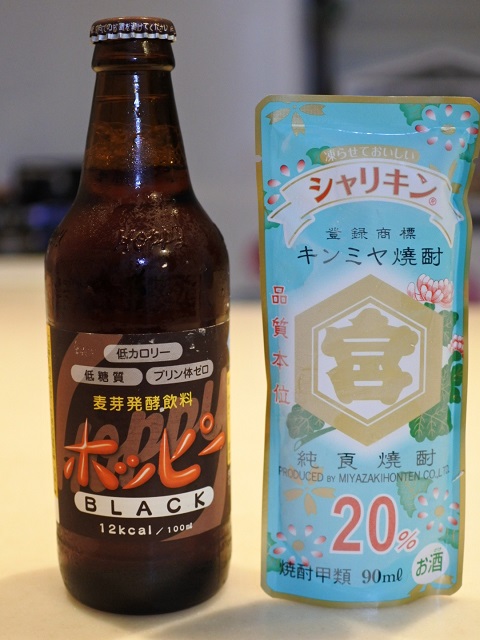 低カロリー
低糖質
プリン体ゼロ
麦芽発酵飲料
ホッピー
BLACK
12kcal/100mℓ
凍らせておいしい
シャリキン®
登録商標
キンミヤ焼酎
品質本位
宮
純良焼酎
PRODUCED BY MIYAZAKIHONTEN.CO.,LTD.
20%
お酒
焼酎甲類 90mℓ